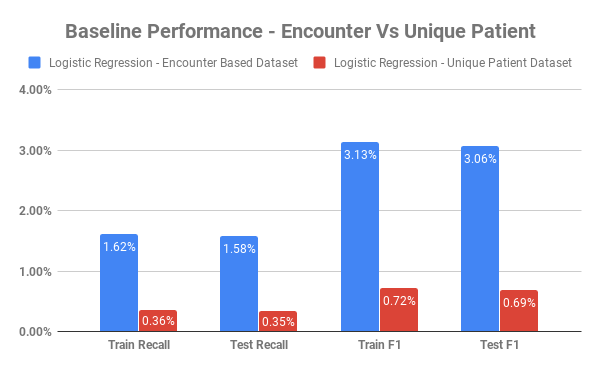 Baseline Performance - Encounter Vs Unique Patient
Logistic Regression - Encounter Based Dataset
Logistic Regression - Unique Patient Dataset
4.00%
3.00%
2.00%
1.00%
0.00%
1.62%
0.36%
1.58%
0.35%
3.13%
0.72%
3.06%
0.69%
Train Recall
Test Recall
Train F1
Test F1